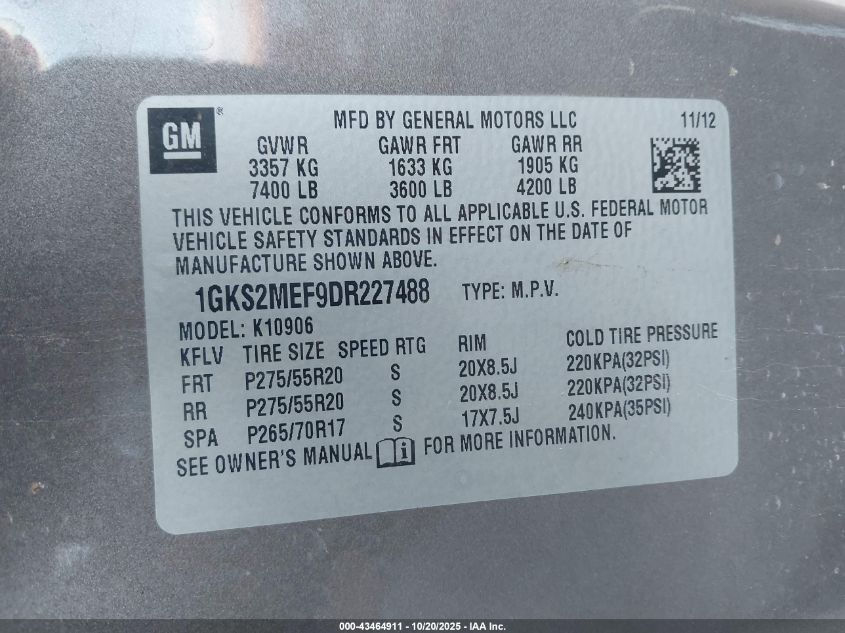 GM ®
MFD BY GENERAL MOTORS LLC 11/12
GVWR GAWR FRT GAWR RR
3357 KG 1633 KG 1905 KG
7400 LB 3600 LB 4200 LB
THIS VEHICLE CONFORMS TO ALL APPLICABLE U.S. FEDERAL MOTOR
VEHICLE SAFETY STANDARDS IN EFFECT ON THE DATE OF
MANUFACTURE SHOWN ABOVE.
1GKS2MEF9DR227488 TYPE: M.P.V.
MODEL: K10906
KFLV TIRE SIZE SPEED RTG RIM COLD TIRE PRESSURE
FRT P275/55R20 S 20X8.5J 220KPA(32PSI)
RR P275/55R20 S 20X8.5J 220KPA(32PSI)
SPA P265/70R17 S 17X7.5J 240KPA(35PSI)
SEE OWNER'S MANUAL i FOR MORE INFORMATION.
000-43464911 - 10/20/2025 - IAA Inc.